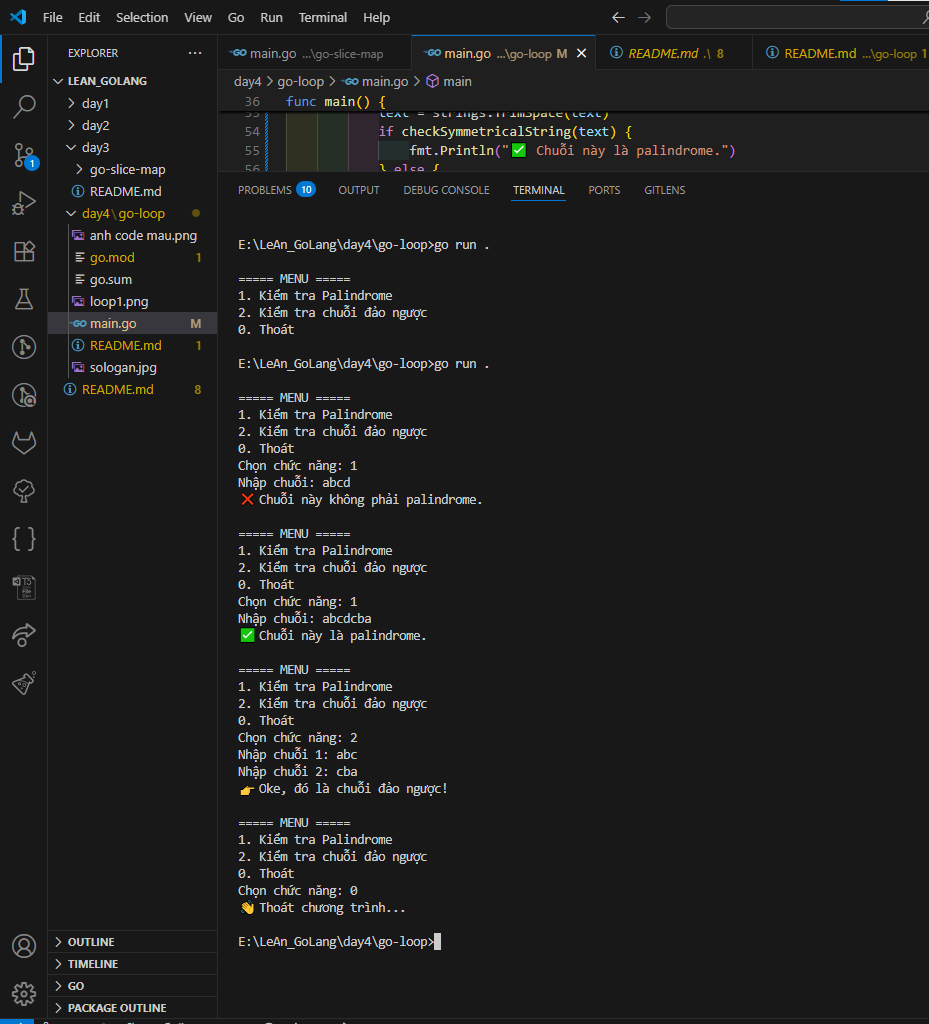 File Edit Selection View Go Run Terminal Help
EXPLORER
LEAN_GOLANG
day1
day2
day3
go-slice-map
README.md
day4\go-loop
anh code mau.png
go.mod 1
go.sum
loop1.png
main.go M
README.md 1
sologan.jpg
README.md 8
1
OUTLINE
TIMELINE
GO
PACKAGE OUTLINE
main.go ...\go-slice-map
main.go ...\go-loop M
README.md .\ 8
README.md ...\go-loop 1
day4 > go-loop > main.go > main
36 func main() {
text = strings.TrimSpace(text)
54 if checkSymmetricalString(text) {
55 fmt.Println("✅ Chuỗi này là palindrome.")
56 } else {
PROBLEMS 10 OUTPUT DEBUG CONSOLE TERMINAL PORTS GITLENS
E:\LeAn_GoLang\day4\go-loop>go run .
===== MENU =====
1. Kiểm tra Palindrome
2. Kiểm tra chuỗi đảo ngược
0. Thoát
E:\LeAn_GoLang\day4\go-loop>go run .
===== MENU =====
1. Kiểm tra Palindrome
2. Kiểm tra chuỗi đảo ngược
0. Thoát
Chọn chức năng: 1
Nhập chuỗi: abcd
❌ Chuỗi này không phải palindrome.
===== MENU =====
1. Kiểm tra Palindrome
2. Kiểm tra chuỗi đảo ngược
0. Thoát
Chọn chức năng: 1
Nhập chuỗi: abcdcba
✅ Chuỗi này là palindrome.
===== MENU =====
1. Kiểm tra Palindrome
2. Kiểm tra chuỗi đảo ngược
0. Thoát
Chọn chức năng: 2
Nhập chuỗi 1: abc
Nhập chuỗi 2: cba
👉 Oke, đó là chuỗi đảo ngược!
===== MENU =====
1. Kiểm tra Palindrome
2. Kiểm tra chuỗi đảo ngược
0. Thoát
Chọn chức năng: 0
👋 Thoát chương trình...
E:\LeAn_GoLang\day4\go-loop>